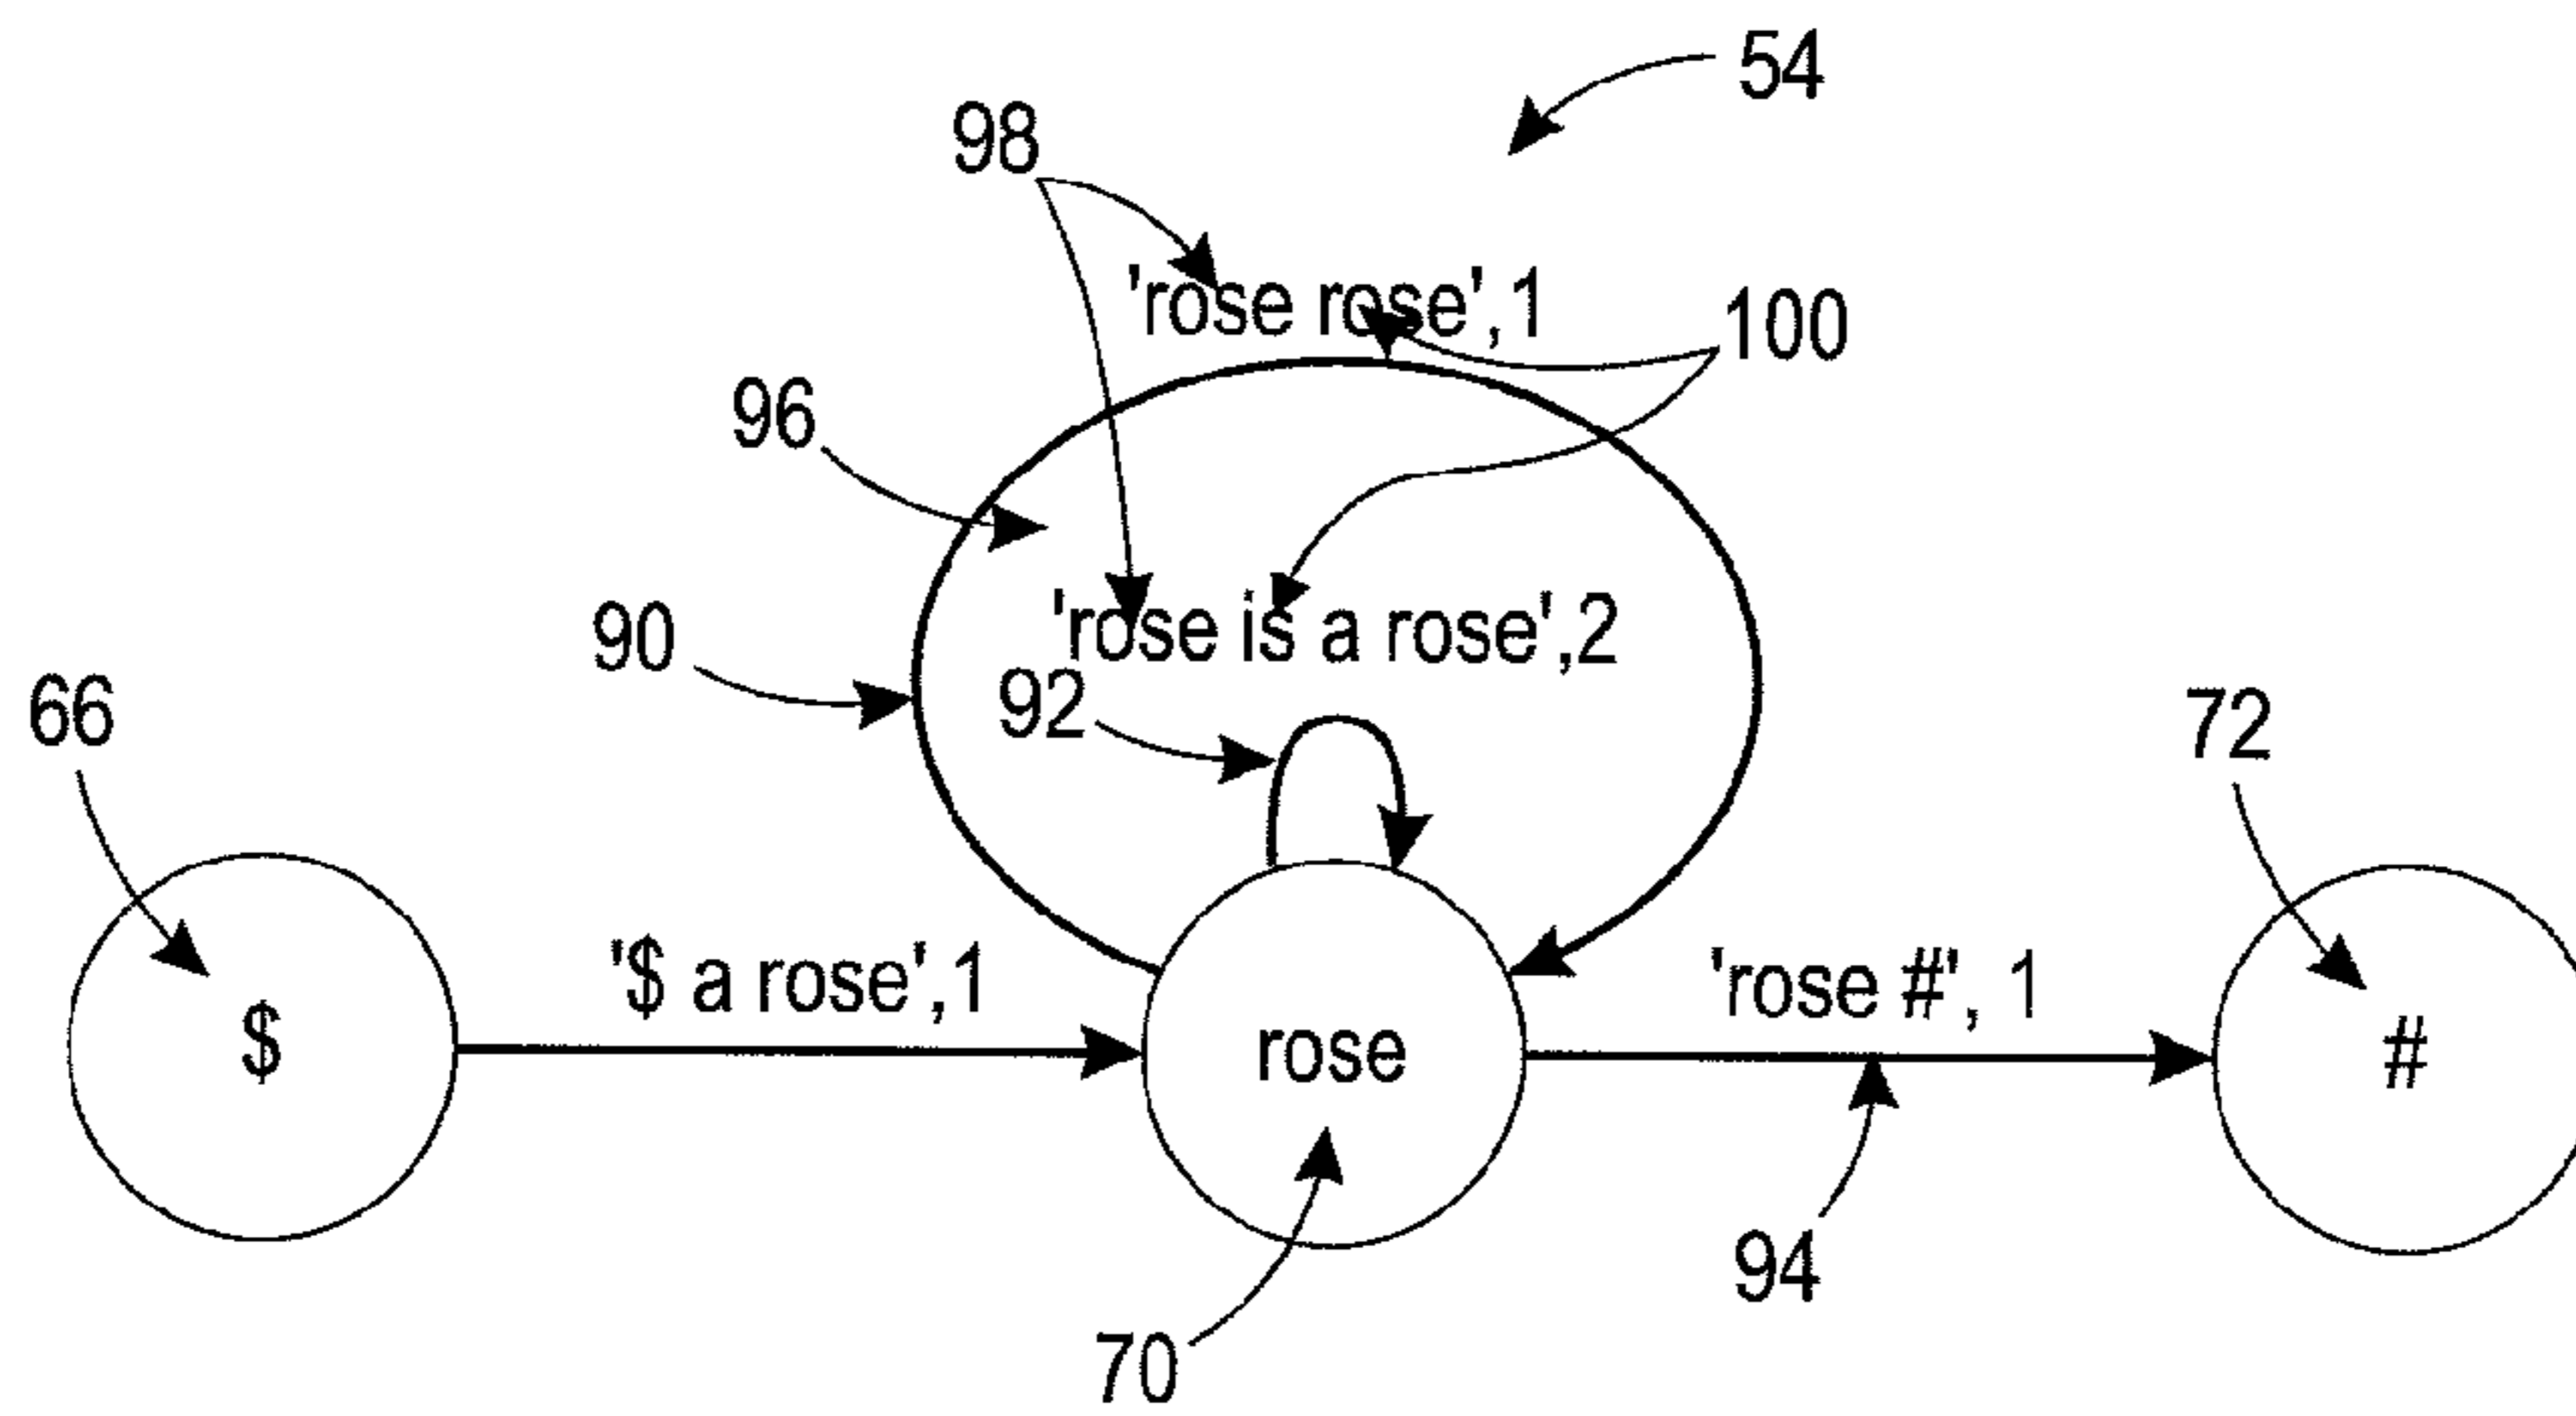 54
98
'rose rose',1
100
96
'rose is a rose',2
90
92
66
72
'$ a rose',1
'rose #', 1
$
rose
#
94
70